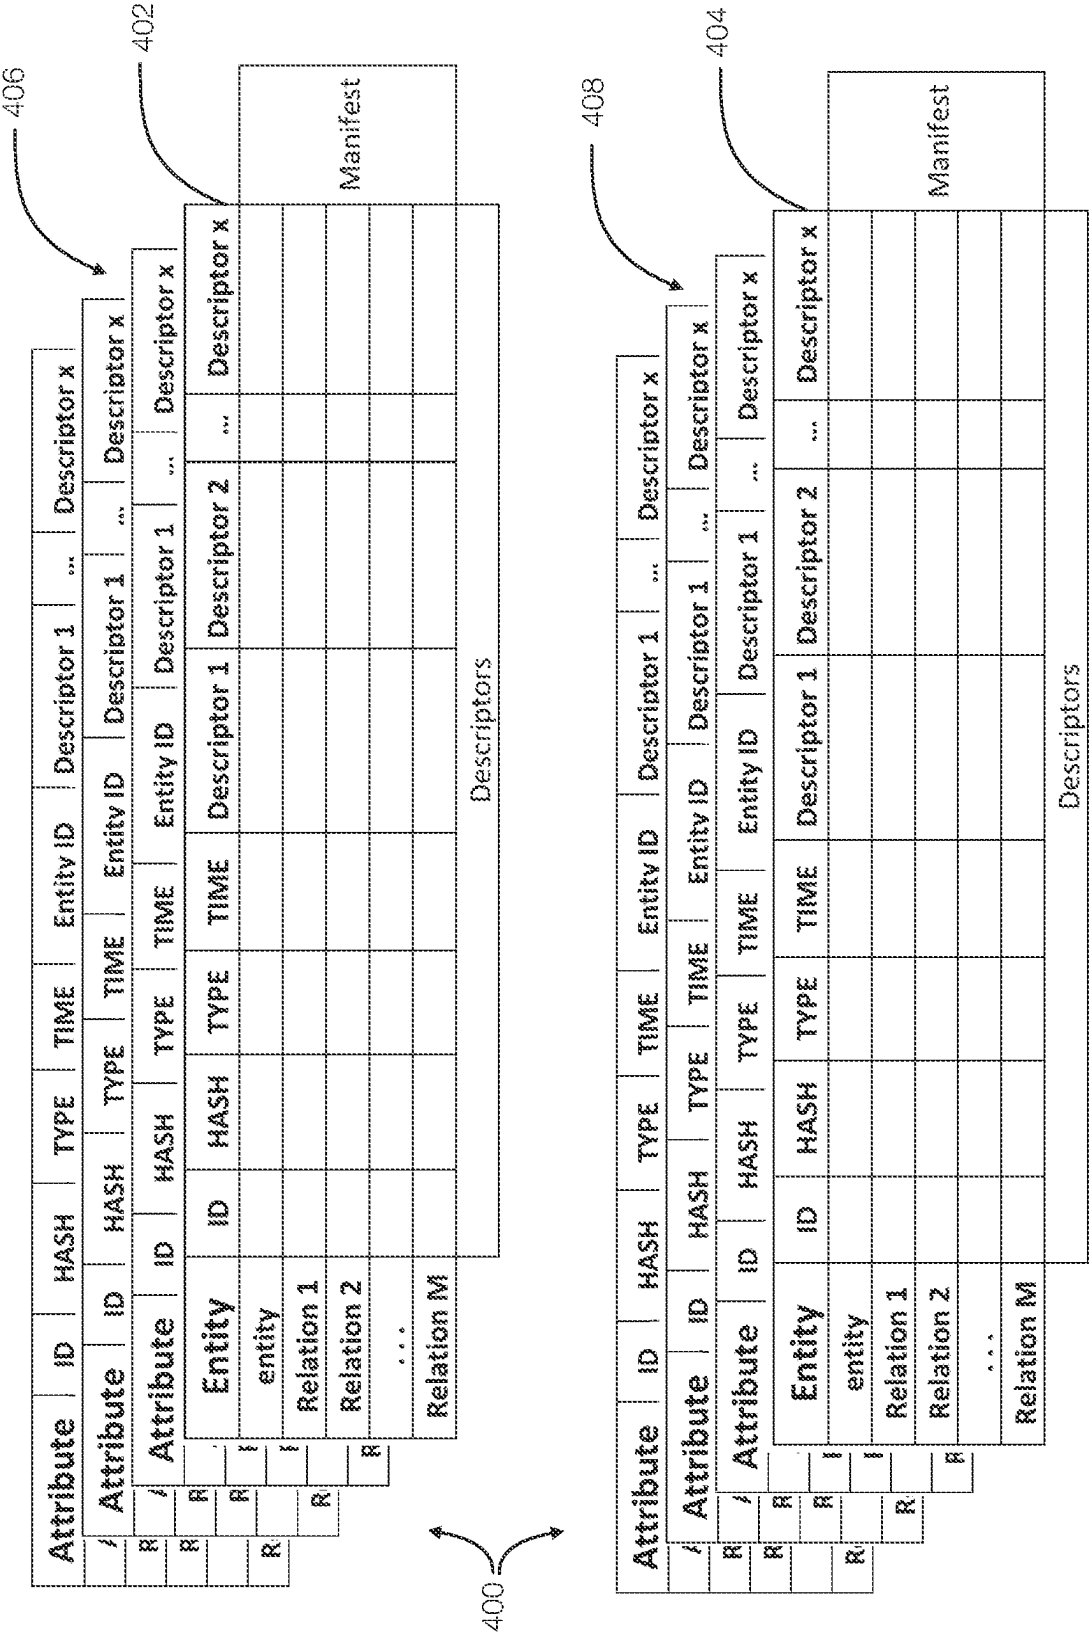 406
402
Attribute ID HASH TYPE TIME Entity ID Descriptor 1 ... Descriptor x
Attribute ID HASH TYPE TIME Entity ID Descriptor 1 ... Descriptor x
Attribute ID HASH TYPE TIME Entity ID Descriptor 1 ... Descriptor x
Entity ID HASH TYPE TIME Descriptor 1 Descriptor 2 ... Descriptor x
entity
Relation 1
Relation 2
...
Relation M
Manifest
Descriptors
R
R
R
R
R
R
R
400
408
404
Attribute ID HASH TYPE TIME Entity ID Descriptor 1 ... Descriptor x
Attribute ID HASH TYPE TIME Entity ID Descriptor 1 ... Descriptor x
Attribute ID HASH TYPE TIME Entity ID Descriptor 1 ... Descriptor x
Entity ID HASH TYPE TIME Descriptor 1 Descriptor 2 ... Descriptor x
entity
Relation 1
Relation 2
...
Relation M
Manifest
Descriptors
R
R
R
R
R
R
R